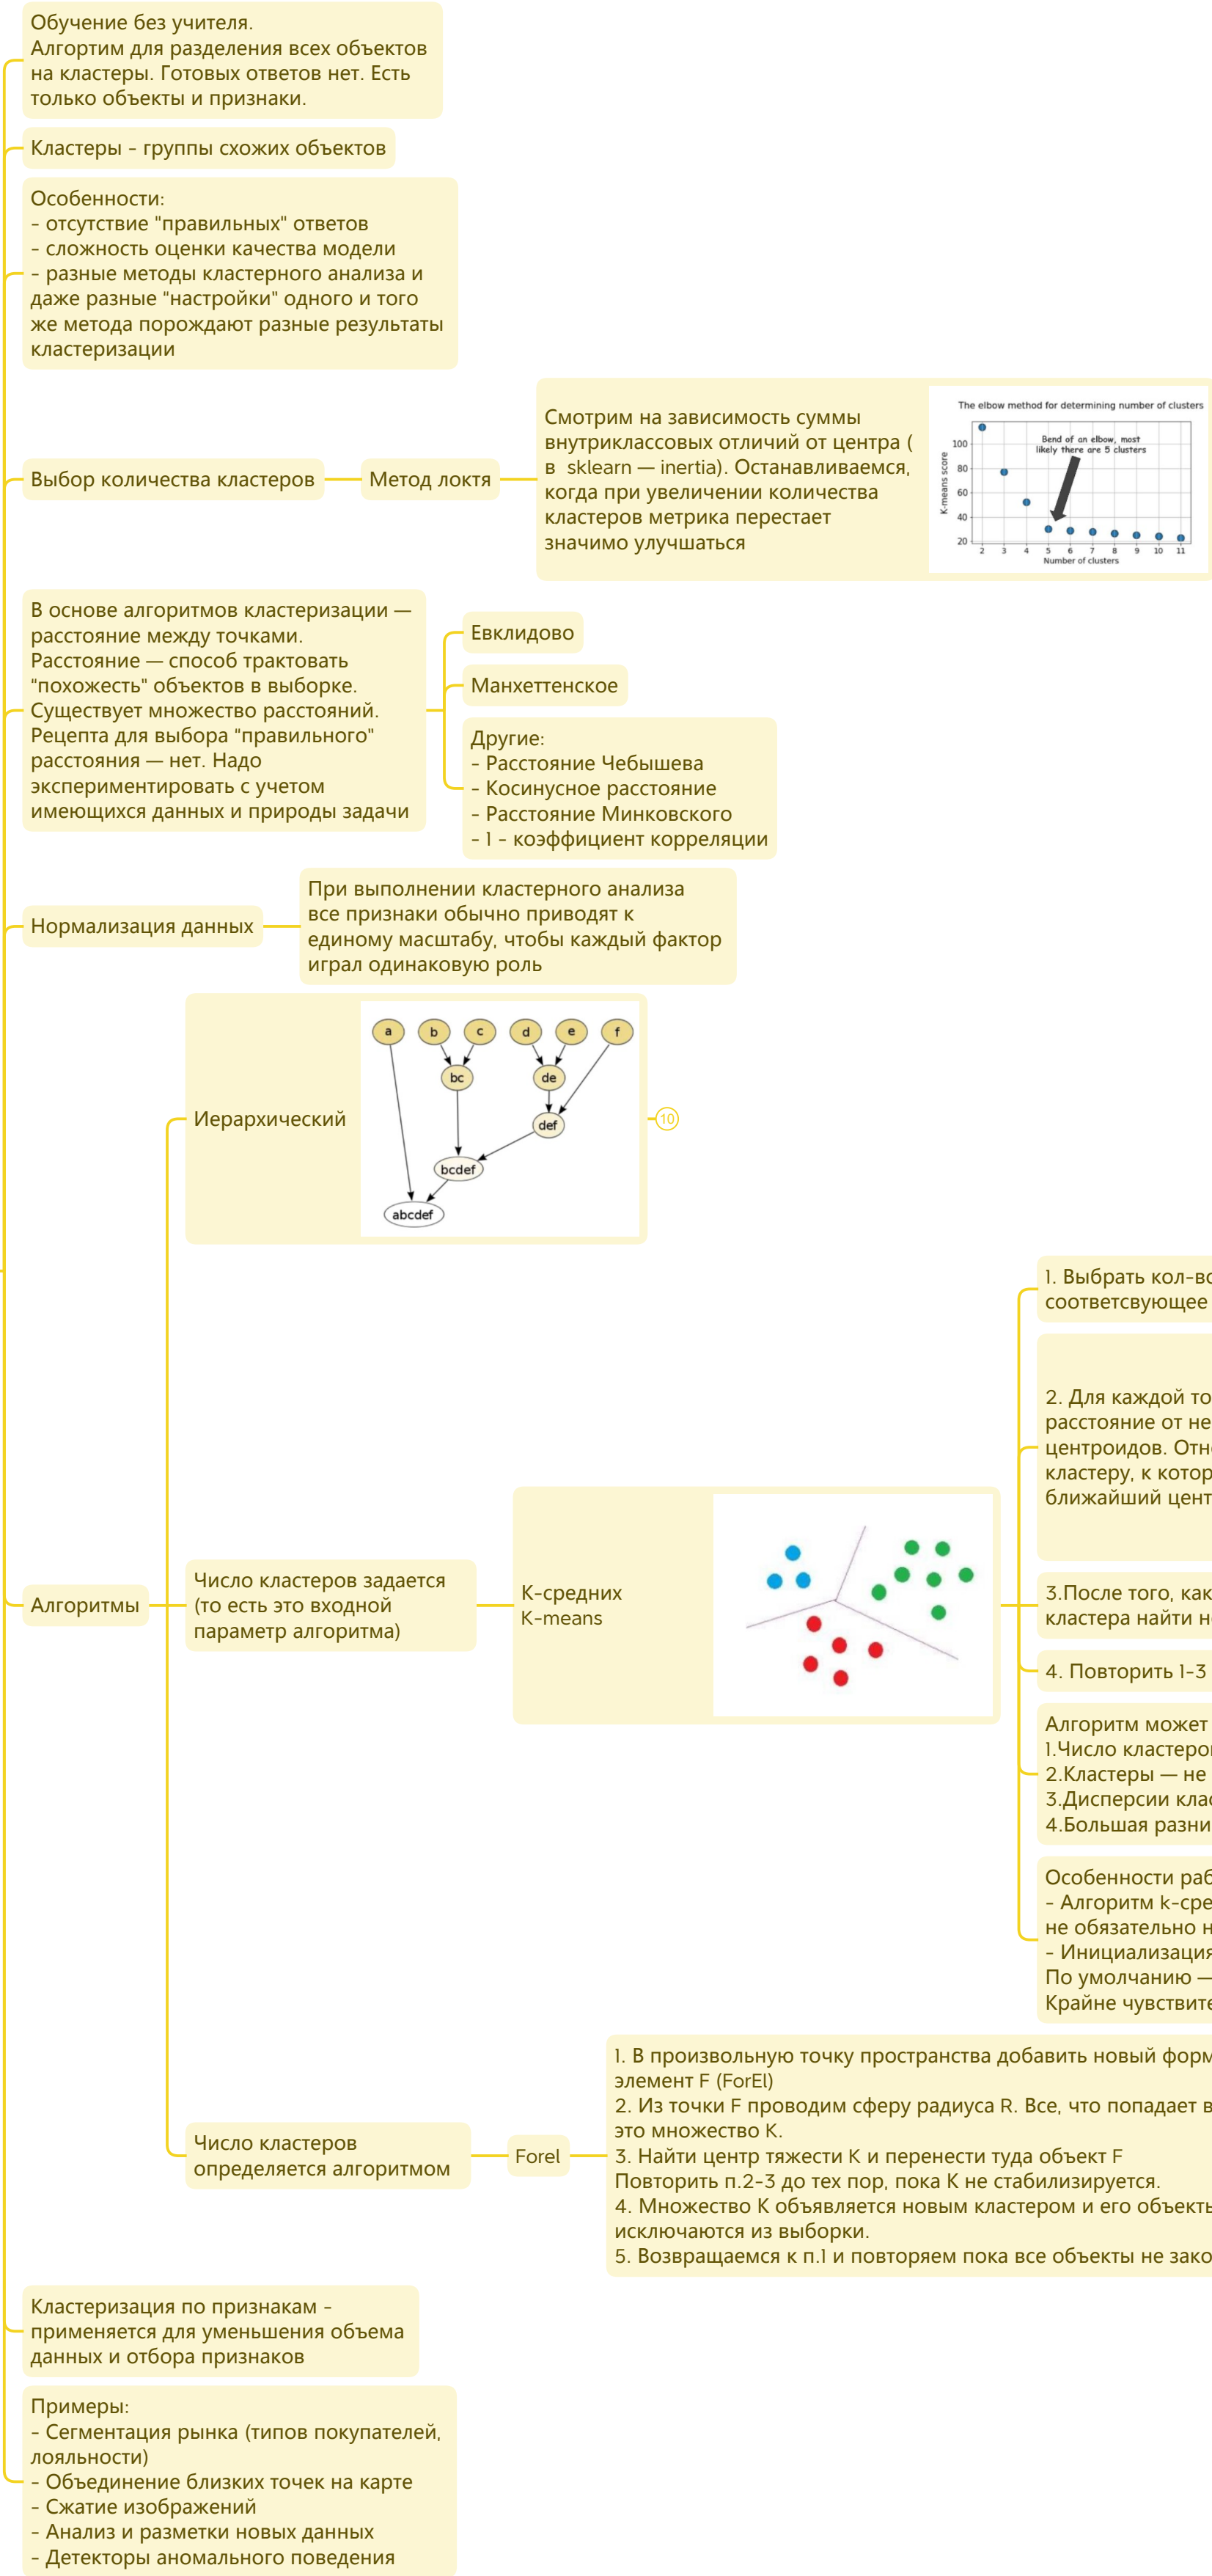 Обучение без учителя.
Алгортим для разделения всех объектов
на кластеры. Готовых ответов нет. Есть
только объекты и признаки.
Кластеры - группы схожих объектов
Особенности:
- отсутствие "правильных" ответов
- сложность оценки качества модели
- разные методы кластерного анализа и
даже разные "настройки" одного и того
же метода порождают разные результаты
кластеризации
Выбор количества кластеров
Метод локтя
Смотрим на зависимость суммы
внутриклассовых отличий от центра (
в sklearn — inertia). Останавливаемся,
когда при увеличении количества
кластеров метрика перестает
значимо улучшаться
The elbow method for determining number of clusters
Bend of an elbow, most
likely there are 5 clusters
K-means score
100
80
60
40
20
2 3 4 5 6 7 8 9 10 11
Number of clusters
В основе алгоритмов кластеризации —
расстояние между точками.
Расстояние — способ трактовать
“похожесть" объектов в выборке.
Существует множество расстояний.
Рецепта для выбора “правильного"
расстояния — нет. Надо
экспериментировать с учетом
имеющихся данных и природы задачи
Евклидово
Манхеттенское
Другие:
- Расстояние Чебышева
- Косинусное расстояние
- Расстояние Минковского
- 1 - коэффициент корреляции
Нормализация данных
При выполнении кластерного анализа
все признаки обычно приводят к
единому масштабу, чтобы каждый фактор
играл одинаковую роль
Алгоритмы
Иерархический
a b c d e f
bc de
def
bcdef
abcdef
10
Число кластеров задается
(то есть это входной
параметр алгоритма)
К-средних
K-means
1. Выбрать кол-во
соответсвующее
2. Для каждой то
расстояние от не
центроидов. Отн
кластеру, к котор
ближайший цент
3.После того, как
кластера найти н
4. Повторить 1-3
Алгоритм может
1.Число кластеро
2.Кластеры — не
3.Дисперсии клас
4.Большая разни
Особенности раб
- Алгоритм k-сре
не обязательно н
- Инициализация
По умолчанию —
Крайне чувствите
Число кластеров
определяется алгоритмом
Forel
1. В произвольную точку пространства добавить новый форм
элемент F (ForEl)
2. Из точки F проводим сферу радиуса R. Все, что попадает в
это множество K.
3. Найти центр тяжести K и перенести туда объект F
Повторить п.2-3 до тех пор, пока К не стабилизируется.
4. Множество К объявляется новым кластером и его объекты
исключаются из выборки.
5. Возвращаемся к п.1 и повторяем пока все объекты не зако
Кластеризация по признакам -
применяется для уменьшения объема
данных и отбора признаков
Примеры:
- Сегментация рынка (типов покупателей,
лояльности)
- Объединение близких точек на карте
- Сжатие изображений
- Анализ и разметки новых данных
- Детекторы аномального поведения